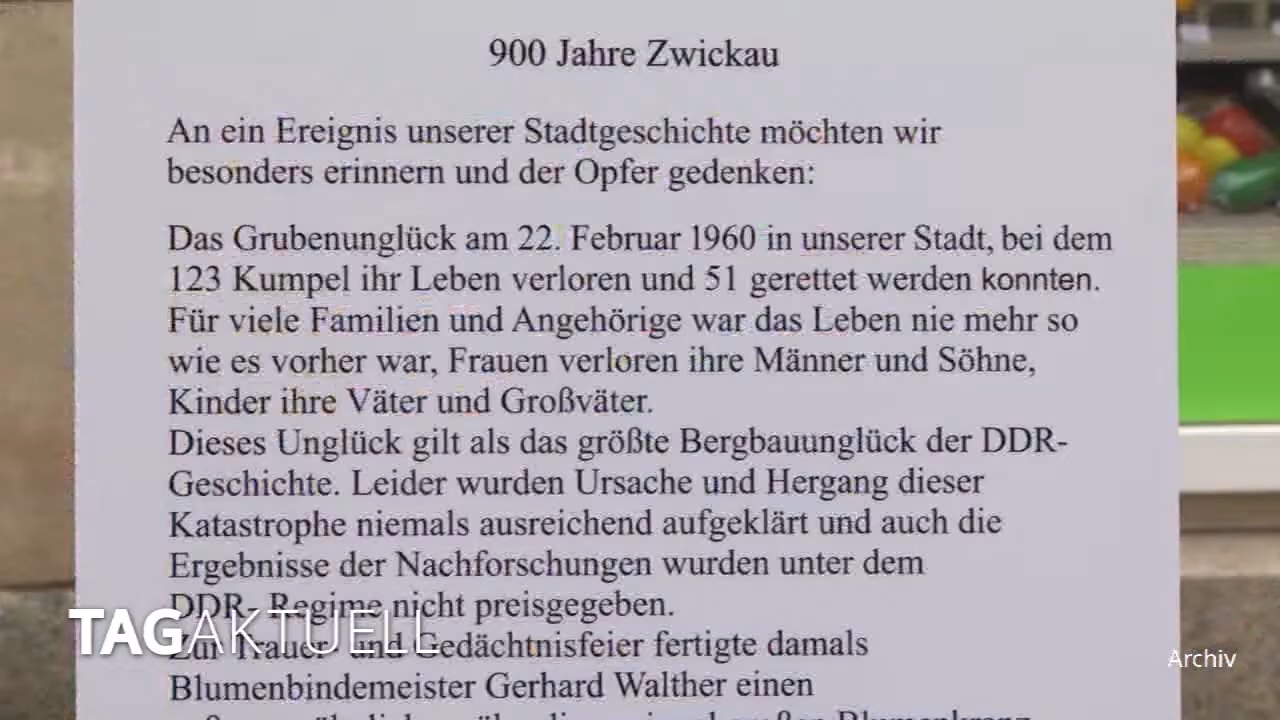 900 Jahre Zwickau
An ein Ereignis unserer Stadtgeschichte möchten wir
besonders erinnern und der Opfer gedenken:
Das Grubenunglück am 22. Februar 1960 in unserer Stadt, bei dem
123 Kumpel ihr Leben verloren und 51 gerettet werden konnten.
Für viele Familien und Angehörige war das Leben nie mehr so
wie es vorher war, Frauen verloren ihre Männer und Söhne,
Kinder ihre Väter und Großväter.
Dieses Unglück gilt als das größte Bergbauunglück der DDR-
Geschichte. Leider wurden Ursache und Hergang dieser
Katastrophe niemals ausreichend aufgeklärt und auch die
Ergebnisse der Nachforschungen wurden unter dem
DDR- Regime nicht preisgegeben.
Zur Trauer- und Gedächtnisfeier fertigte damals
Blumenbindemeister Gerhard Walther einen
TAGAKTUELL
Archiv